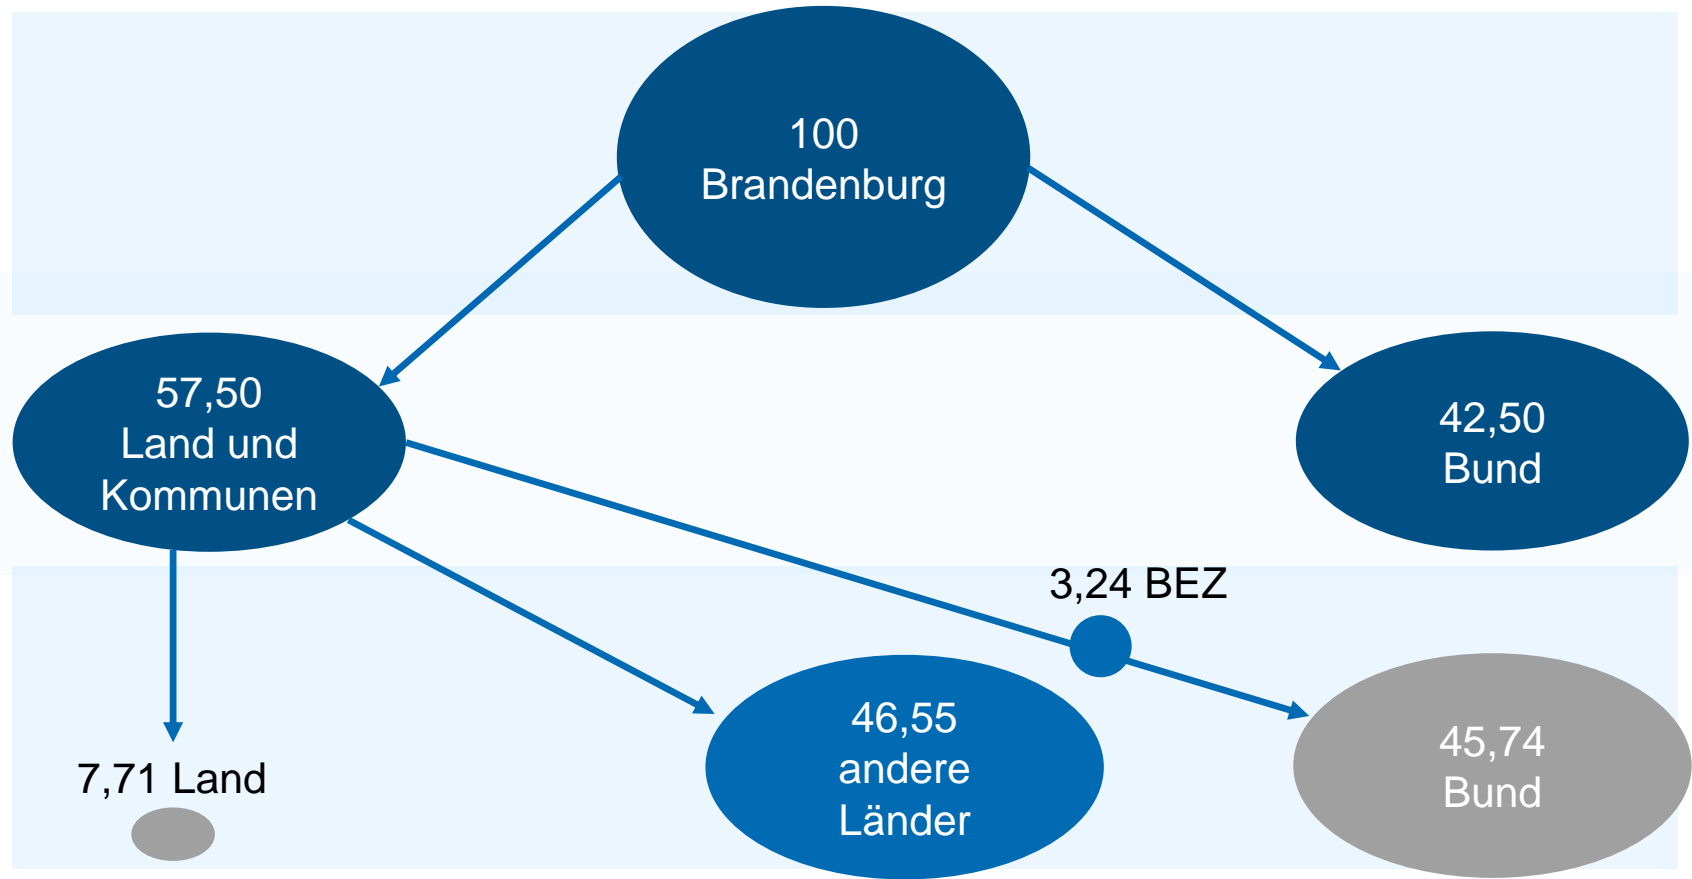 100
Brandenburg
57,50
Land und
Kommunen
42,50
Bund
3,24 BEZ
7,71 Land
46,55
andere
Länder
45,74
Bund